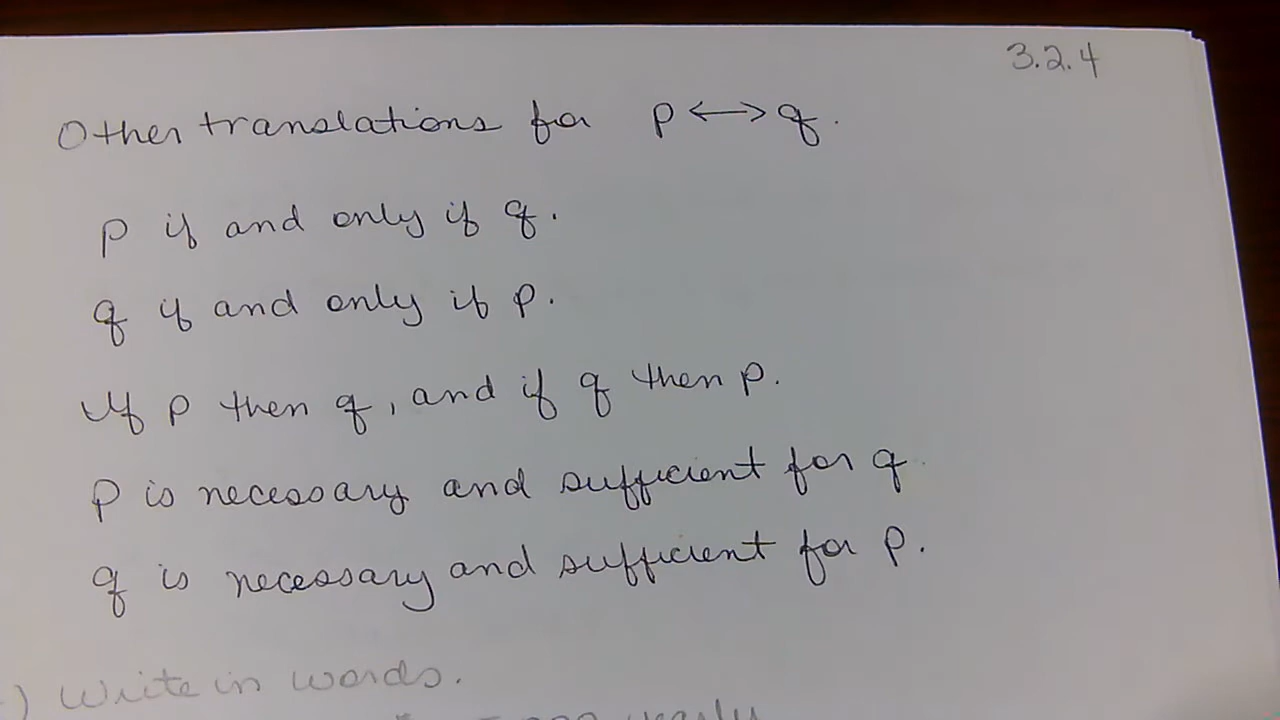 3.2.4
Other translations for p ⟷ q.
p if and only if q.
q if and only if p.
If p then q, and if q then p.
p is necessary and sufficient for q.
q is necessary and sufficient for p.
) Write in words.